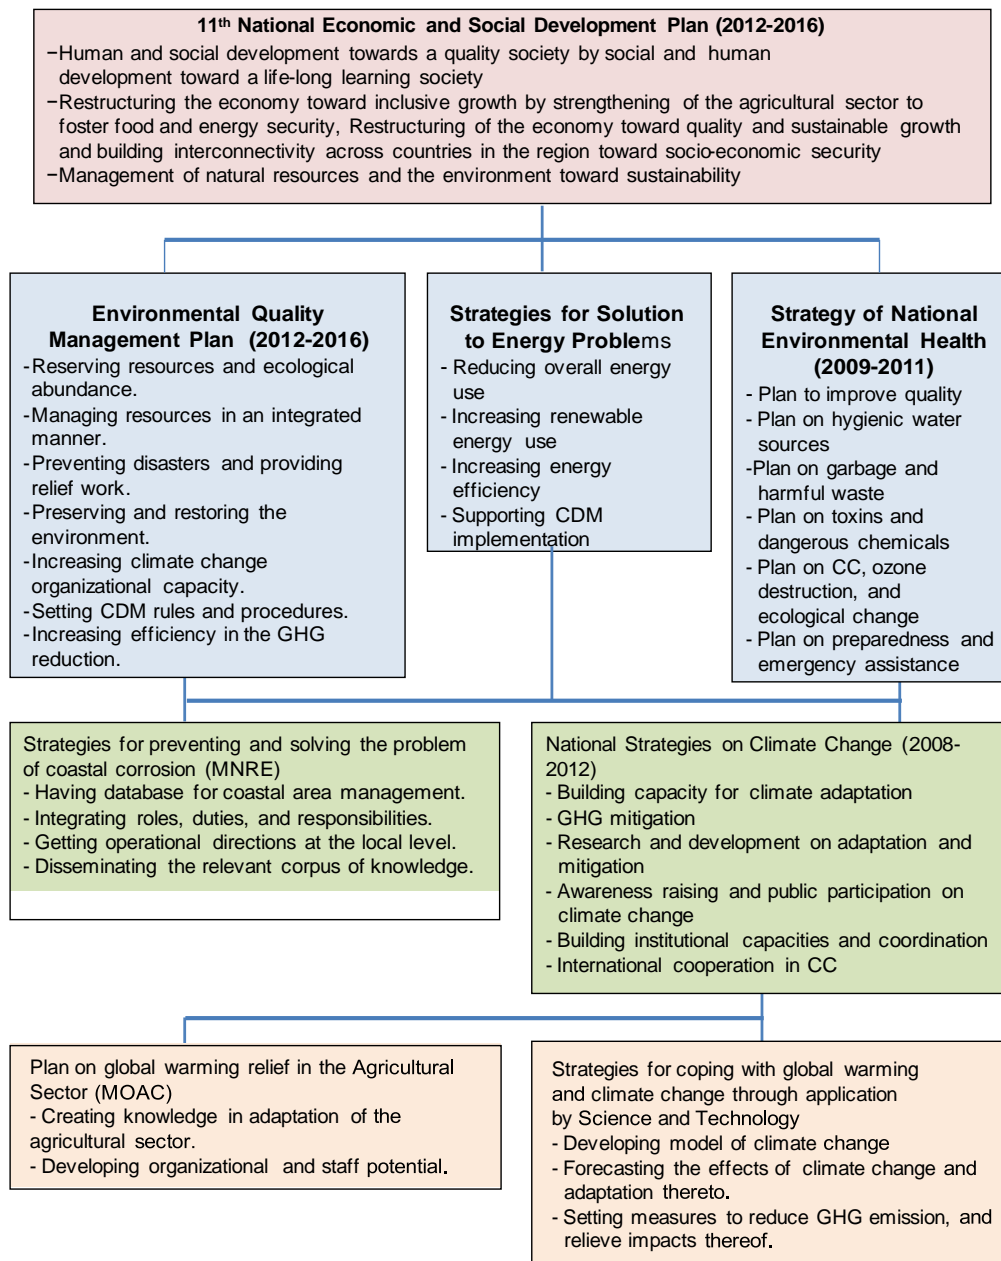 11th National Economic and Social Development Plan (2012-2016)
−Human and social development towards a quality society by social and human
development toward a life-long learning society
−Restructuring the economy toward inclusive growth by strengthening of the agricultural sector to
foster food and energy security, Restructuring of the economy toward quality and sustainable growth
and building interconnectivity across countries in the region toward socio-economic security
−Management of natural resources and the environment toward sustainability
Environmental Quality
Management Plan (2012-2016)
-Reserving resources and ecological
abundance.
-Managing resources in an integrated
manner.
-Preventing disasters and providing
relief work.
-Preserving and restoring the
environment.
-Increasing climate change
organizational capacity.
-Setting CDM rules and procedures.
-Increasing efficiency in the GHG
reduction.
Strategies for Solution
to Energy Problems
- Reducing overall energy
use
- Increasing renewable
energy use
- Increasing energy
efficiency
- Supporting CDM
implementation
Strategy of National
Environmental Health
(2009-2011)
- Plan to improve quality
- Plan on hygienic water
sources
-Plan on garbage and
harmful waste
- Plan on toxins and
dangerous chemicals
- Plan on CC, ozone
destruction, and
ecological change
- Plan on preparedness and
emergency assistance
Strategies for preventing and solving the problem
of coastal corrosion (MNRE)
- Having database for coastal area management.
- Integrating roles, duties, and responsibilities.
- Getting operational directions at the local level.
- Disseminating the relevant corpus of knowledge.
National Strategies on Climate Change (2008-
2012)
- Building capacity for climate adaptation
- GHG mitigation
- Research and development on adaptation and
mitigation
- Awareness raising and public participation on
climate change
- Building institutional capacities and coordination
- International cooperation in CC
Plan on global warming relief in the Agricultural
Sector (MOAC)
- Creating knowledge in adaptation of the
agricultural sector.
- Developing organizational and staff potential.
Strategies for coping with global warming
and climate change through application
by Science and Technology
- Developing model of climate change
- Forecasting the effects of climate change and
adaptation thereto.
- Setting measures to reduce GHG emission, and
relieve impacts thereof.